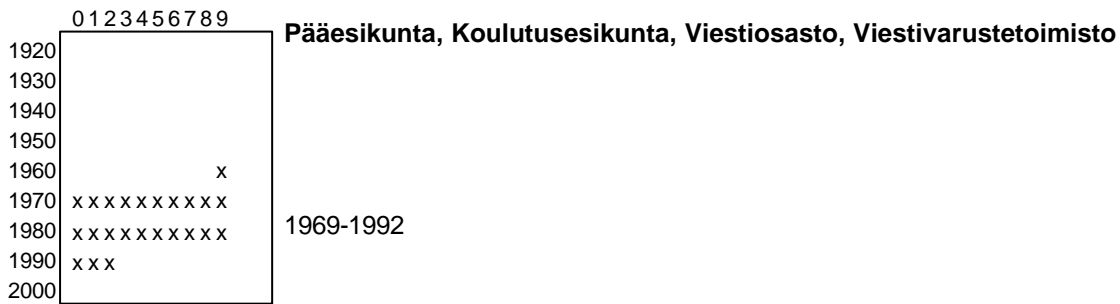 0123456789
Pääesikunta, Koulutusesikunta, Viestiosasto, Viestivarustetoimisto
1920
1930
1940
1950
1960 x
1970 xxxxxxxxxx
1980 xxxxxxxxxx
1969-1992
1990 xxx
2000